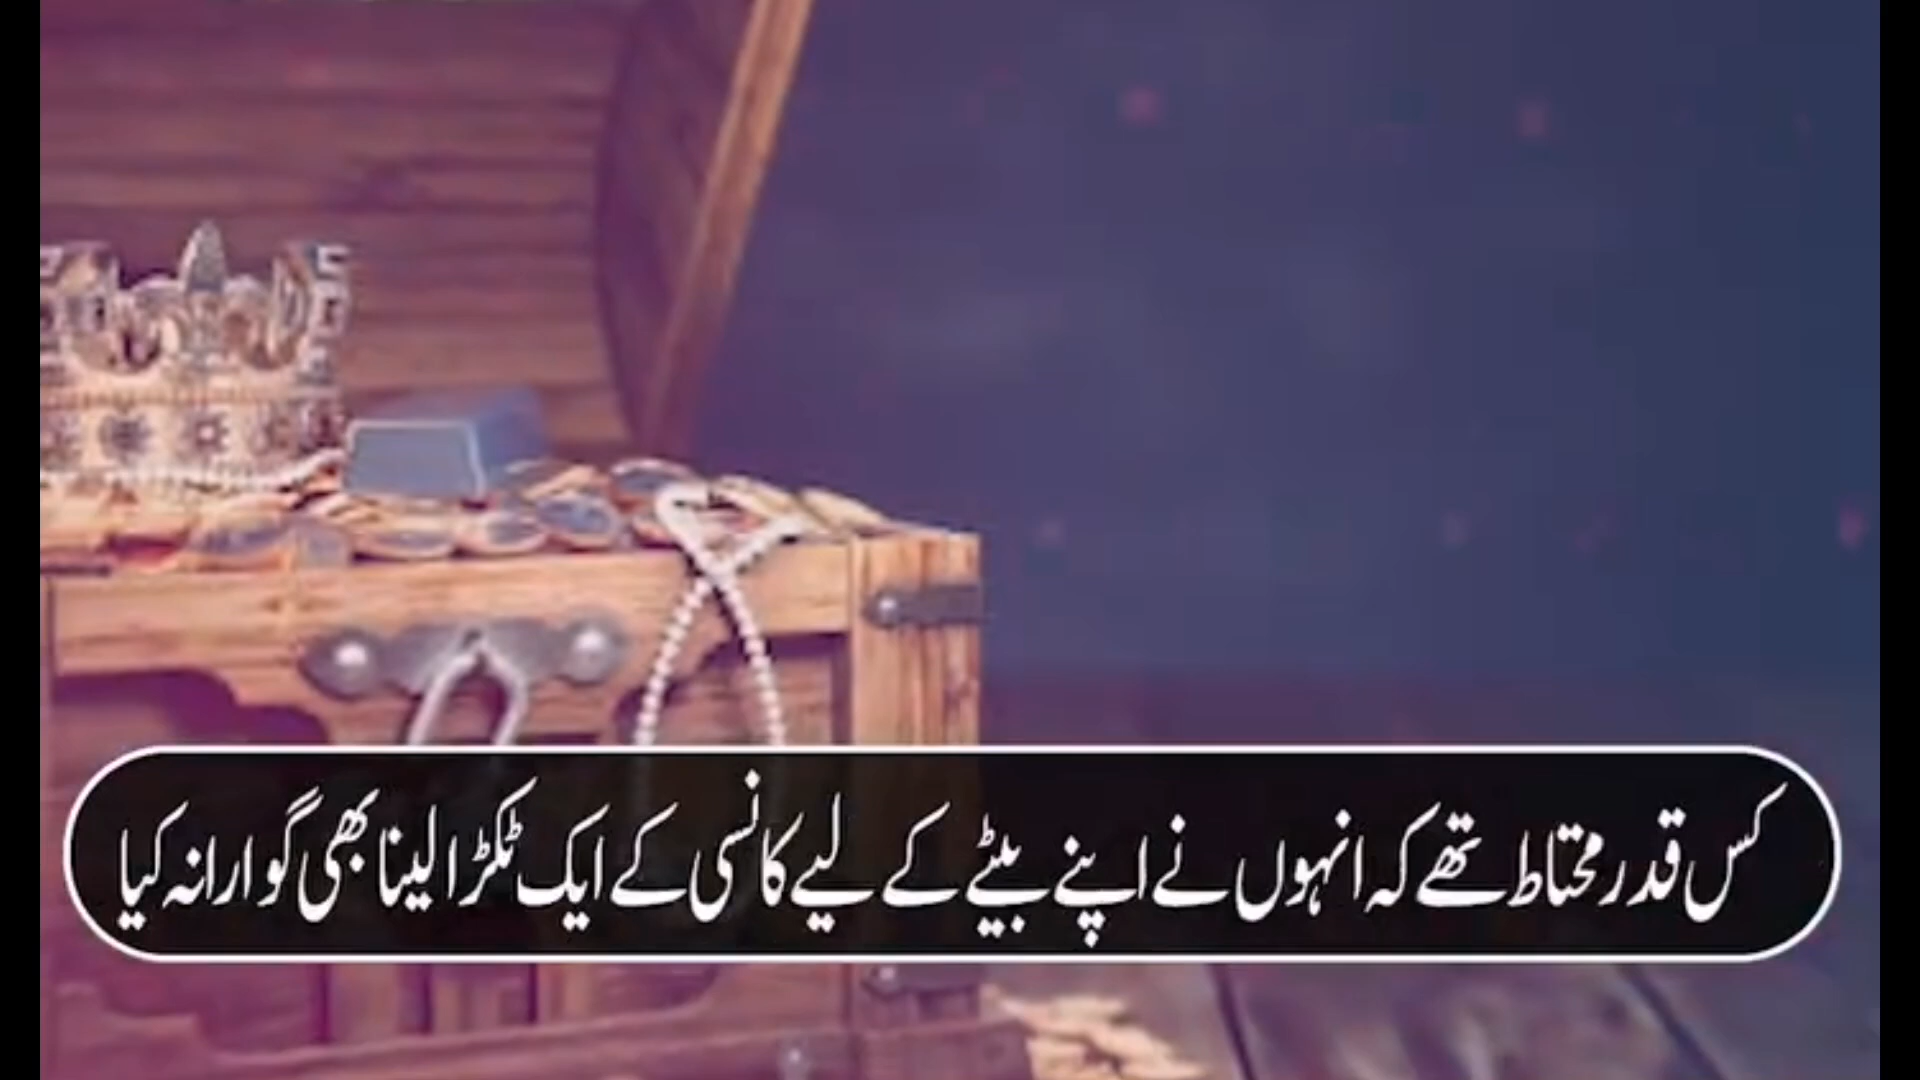 کس قدر محتاط تھے کہ انہوں نے اپنے بیٹے کے لیے کانسی کے ایک ٹکڑا لینا بھی گوارا نہ کیا